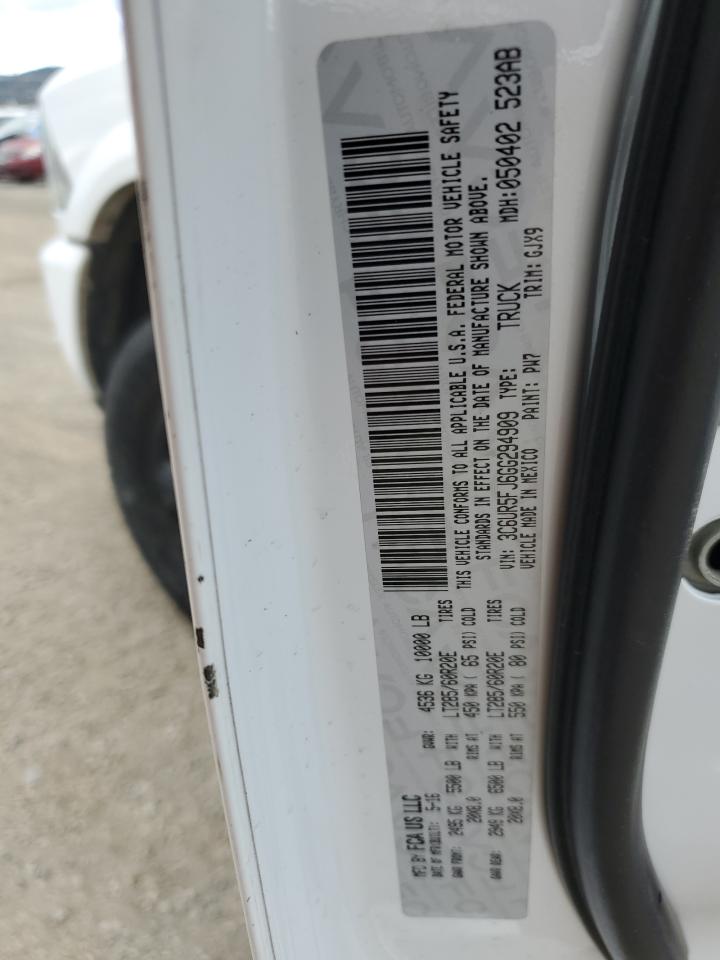 MFD BY: FCA US LLC
DATE OF MFR(BUILT): 5-16 GVWR: 4536 KG 10000 LB
GAWR FRONT: 2495 KG 5500 LB WITH LT285/60R20E TIRES
20X8.0 RIMS AT 450 KPA( 65 PSI) COLD
GAWR REAR: 2949 KG 6500 LB WITH LT285/60R20E TIRES
20X8.0 RIMS AT 550 KPA( 80 PSI) COLD
THIS VEHICLE CONFORMS TO ALL APPLICABLE U.S.A. FEDERAL MOTOR VEHICLE SAFETY
STANDARDS IN EFFECT ON THE DATE OF MANUFACTURE SHOWN ABOVE.
VIN: 3C6UR5FJ6GG294909 TYPE: TRUCK MDH:050402 523AB
VEHICLE MADE IN MEXICO PAINT: PW7 TRIM: GJX9